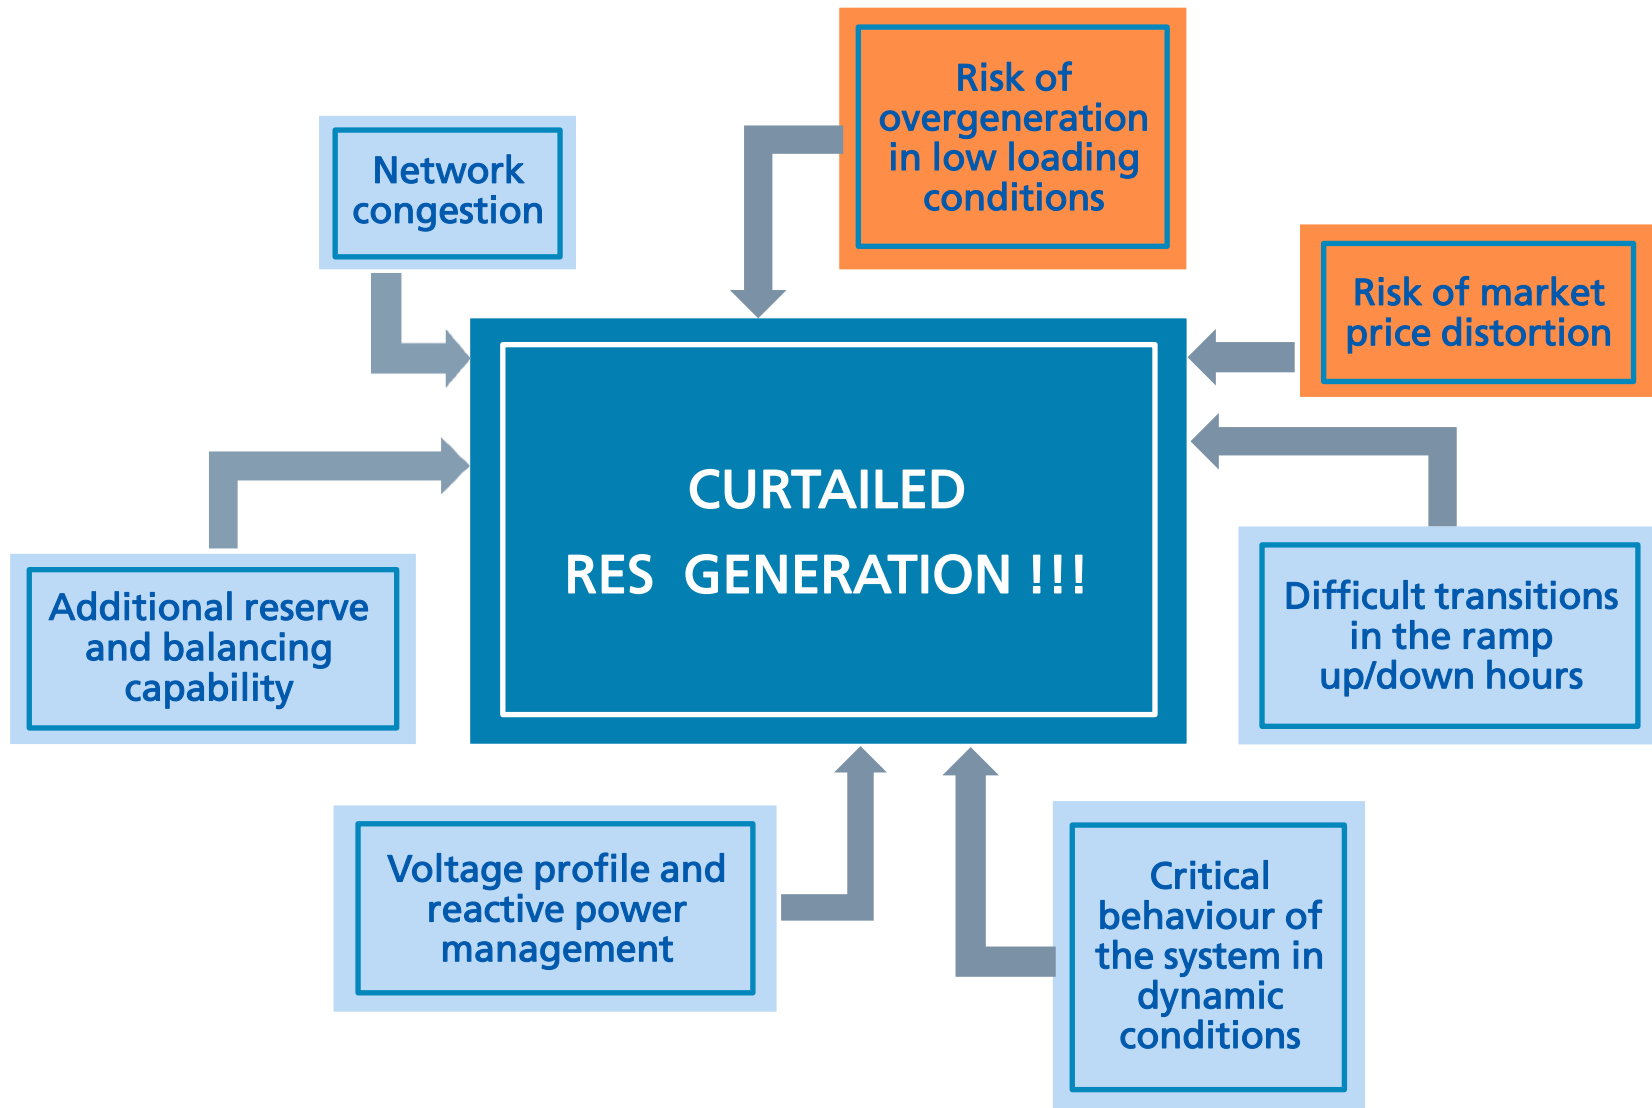 Risk of
overgeneration
in low loading
conditions
Network
congestion
Risk of market
price distortion
CURTAILED
RES GENERATION !!!
Additional reserve
and balancing
capability
Difficult transitions
in the ramp
up/down hours
Voltage profile and
reactive power
management
Critical
behaviour of
the system in
dynamic
conditions